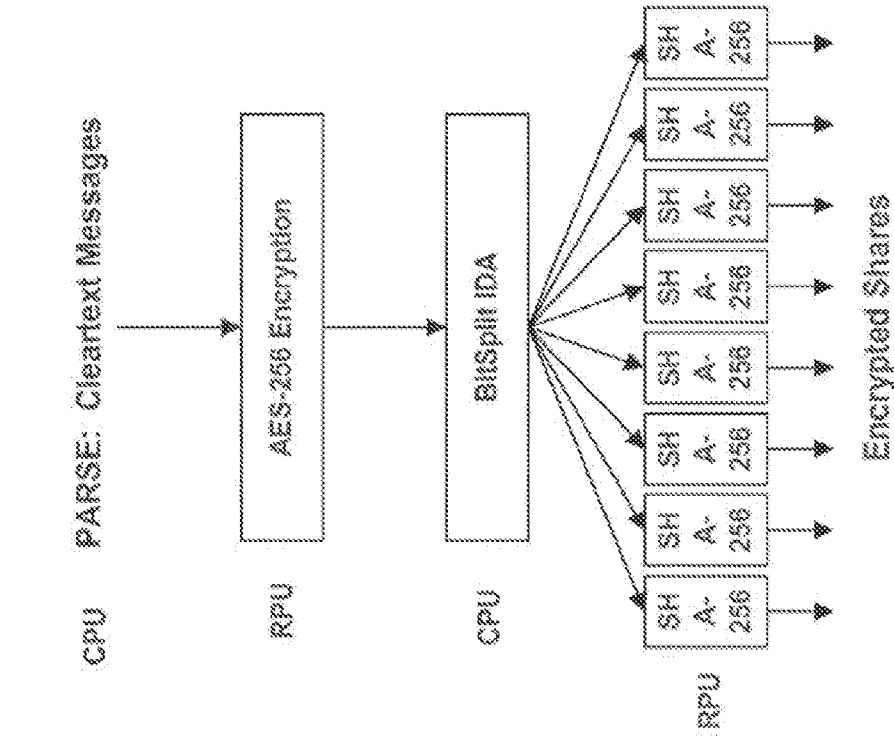 CPU PARSE: Cleartext Messages
RPU AES-256 Encryption
CPU BitSplit IDA
RPU
SH
A-
256
SH
A-
256
SH
A-
256
SH
A-
256
SH
A-
256
SH
A-
256
SH
A-
256
SH
A-
256
Encrypted Shares